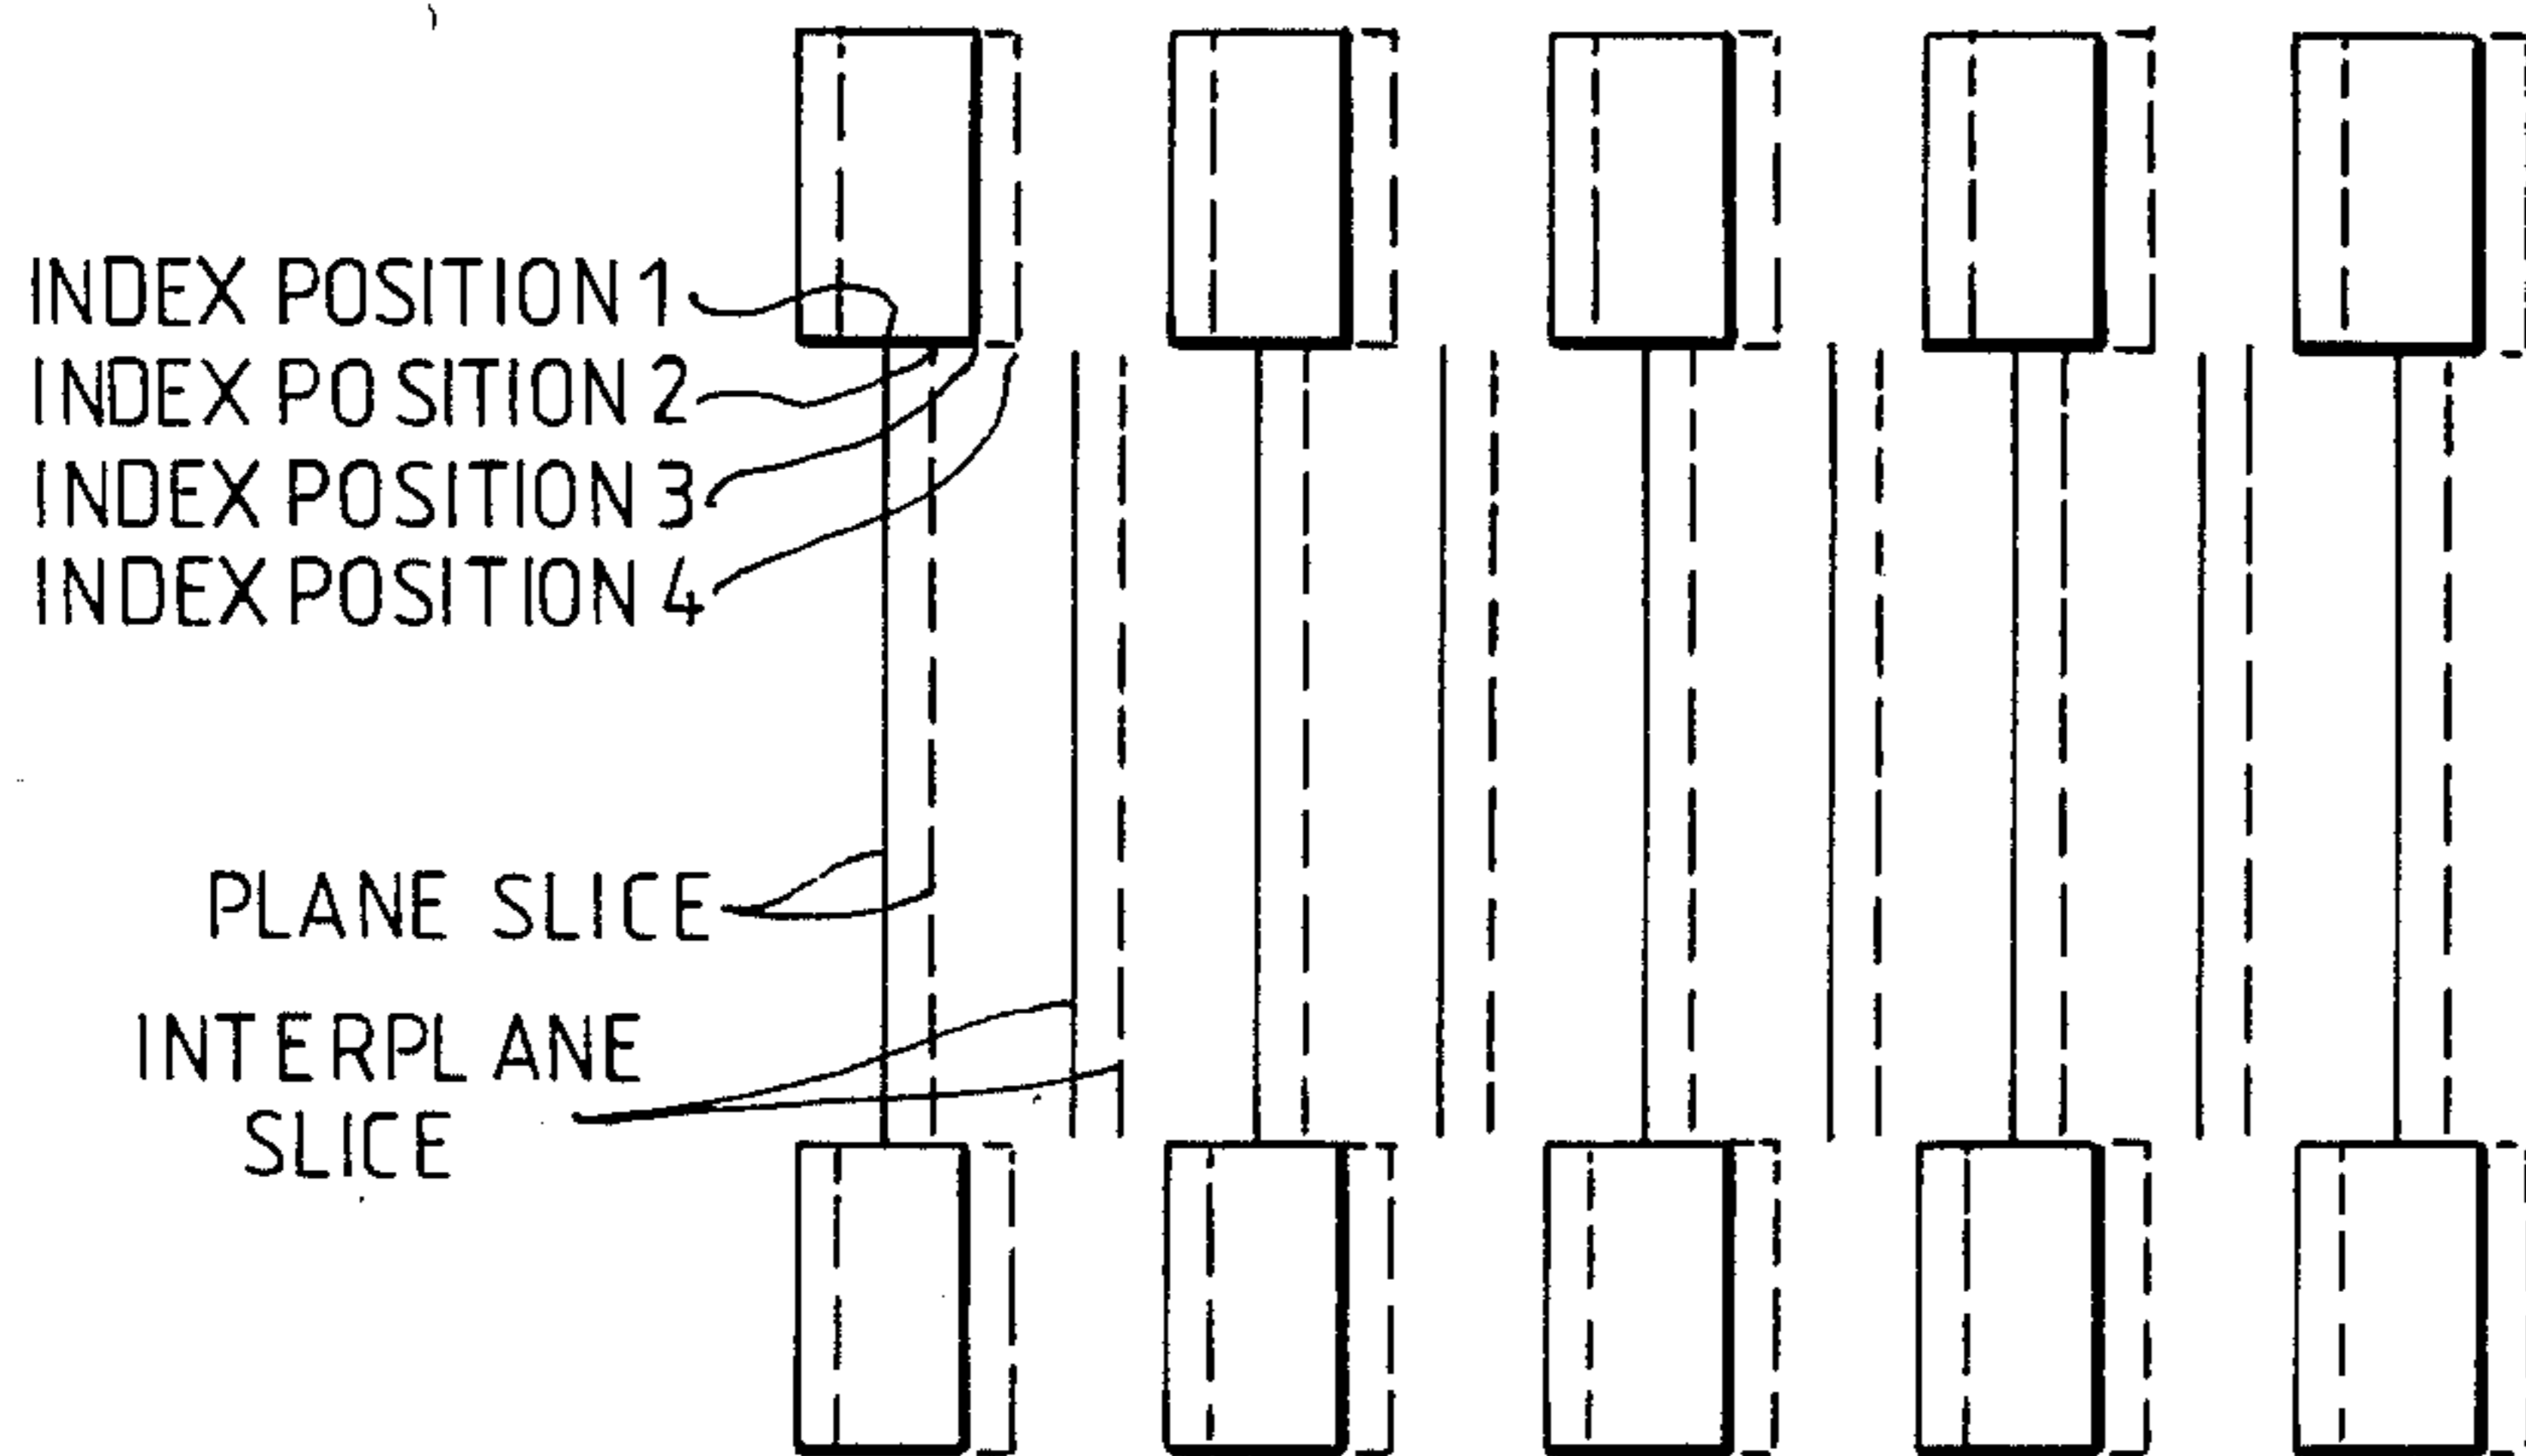 INDEX POSITION 1
INDEX POSITION 2
INDEX POSITION 3
INDEX POSITION 4
PLANE SLICE
INTERPLANE
SLICE